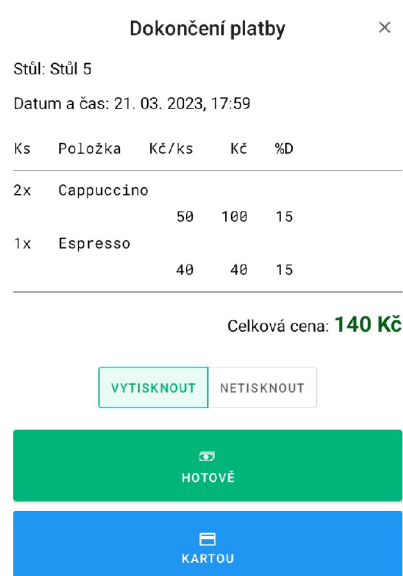 Dokončení platby
Stůl: Stůl 5
Datum a čas: 21. 03. 2023, 17:59
Ks Položka Kč/ks Kč %D
2x Cappuccino
50 100 15
1x Espresso
40 40 15
Celková cena: 140 Kč
VYTISKNOUT NETISKNOUT
HOTOVĚ
KARTOU